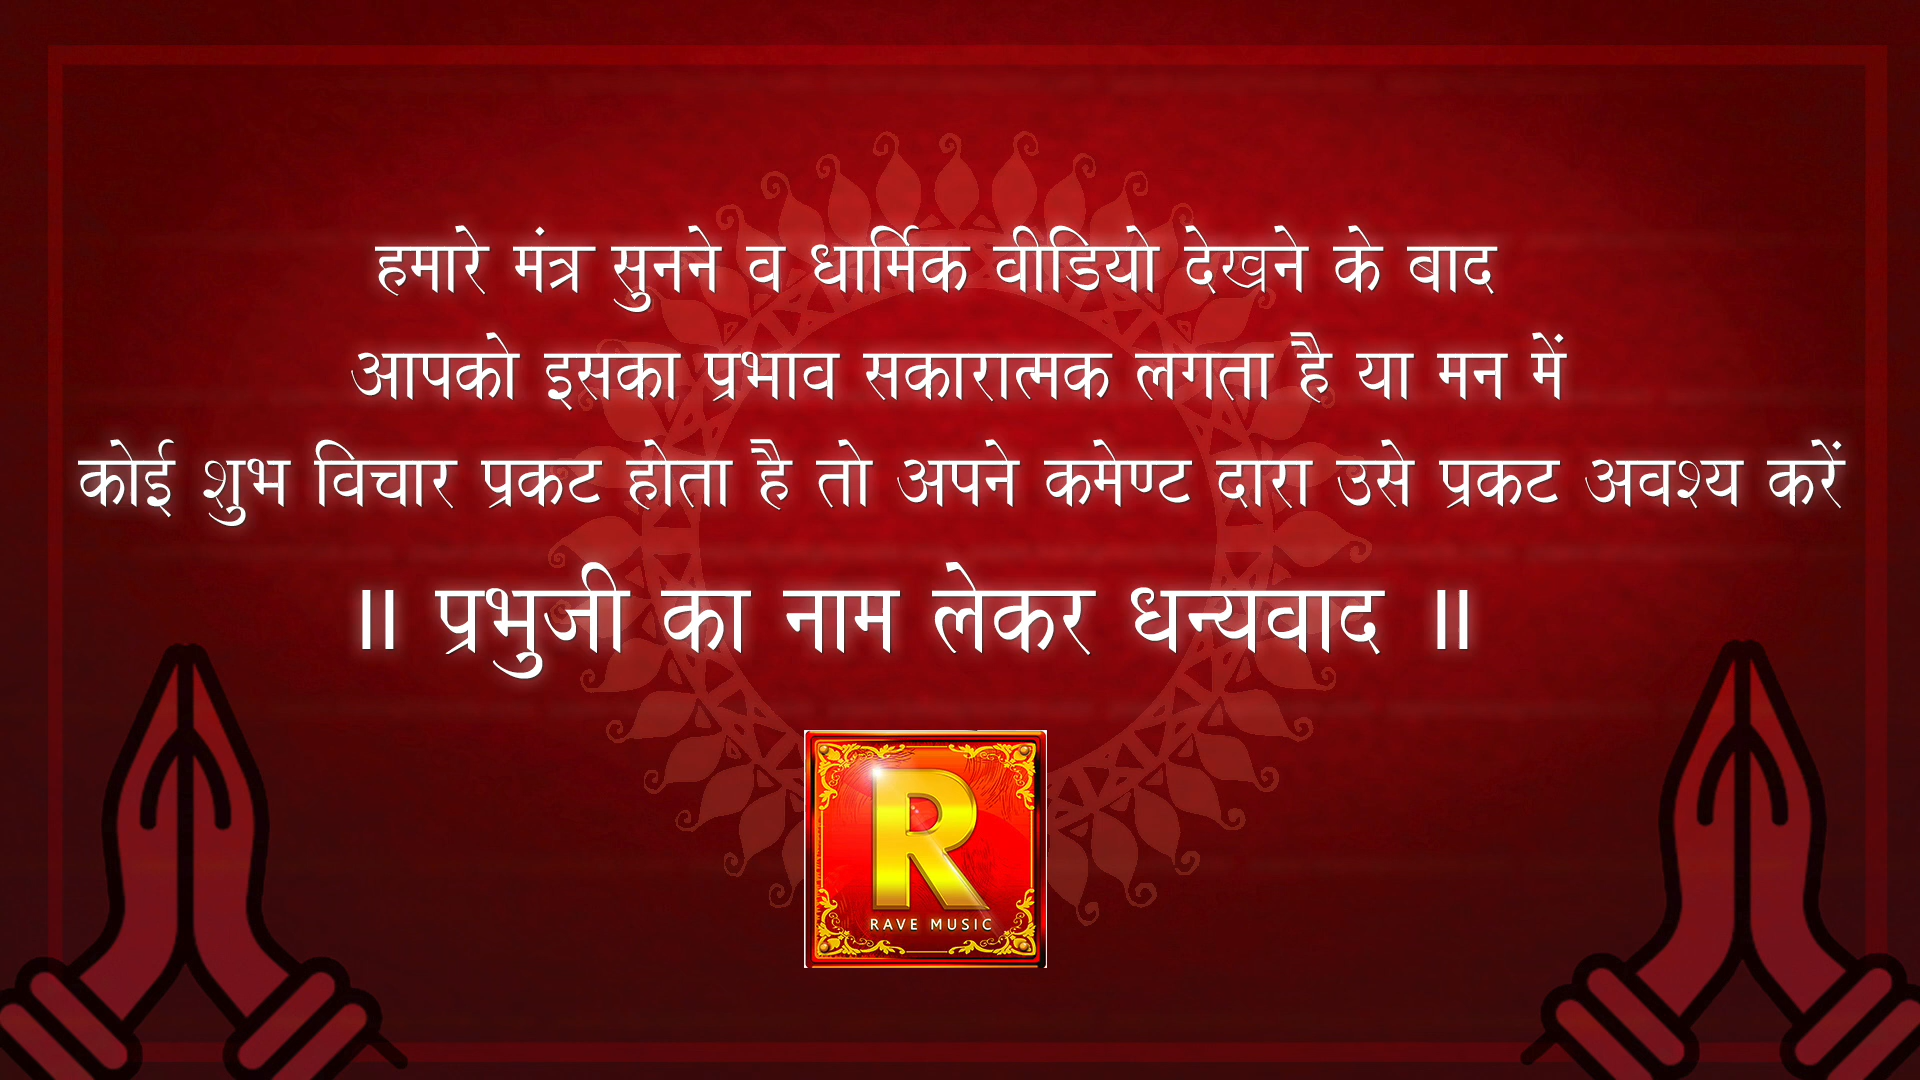 हमारे मंत्र सुनने व धार्मिक वीडियो देखने के बाद
आपको इसका प्रभाव सकारात्मक लगता है या मन में
कोई शुभ विचार प्रकट होता है तो अपने कमेण्ट दारा उसे प्रकट अवश्य करें
॥ प्रभुजी का नाम लेकर धन्यवाद ॥
R
RAVE MUSIC